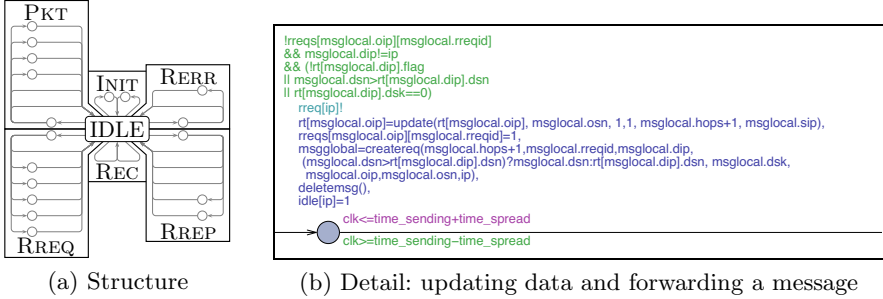 PKT
INIT
RERR
IDLE
REC
RREQ
RREP
(a) Structure
!rreqs[msglocal.oip][msglocal.rreqid]
&& msglocal.dip!=ip
&& (!rt[msglocal.dip].flag
|| msglocal.dsn>rt[msglocal.dip].dsn
|| rt[msglocal.dip].dsk==0)
rreq[ip]!
rt[msglocal.oip]=update(rt[msglocal.oip], msglocal.osn, 1,1, msglocal.hops+1, msglocal.sip),
rreqs[msglocal.oip][msglocal.rreqid]=1,
msgglobal=createreq(msglocal.hops+1,msglocal.rreqid,msglocal.dip,
(msglocal.dsn>rt[msglocal.dip].dsn)?msglocal.dsn:rt[msglocal.dip].dsn, msglocal.dsk,
msglocal.oip,msglocal.osn,ip),
deletemsg(),
idle[ip]=1
clk<=time_sending+time_spread
clk>=time_sending−time_spread
(b) Detail: updating data and forwarding a message